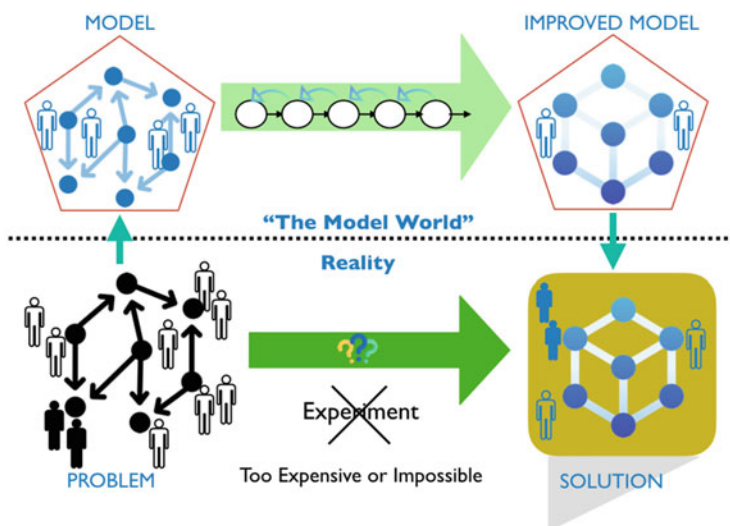 MODEL
IMPROVED MODEL
“The Model World”
Reality
???
Experiment
Too Expensive or Impossible
PROBLEM
SOLUTION